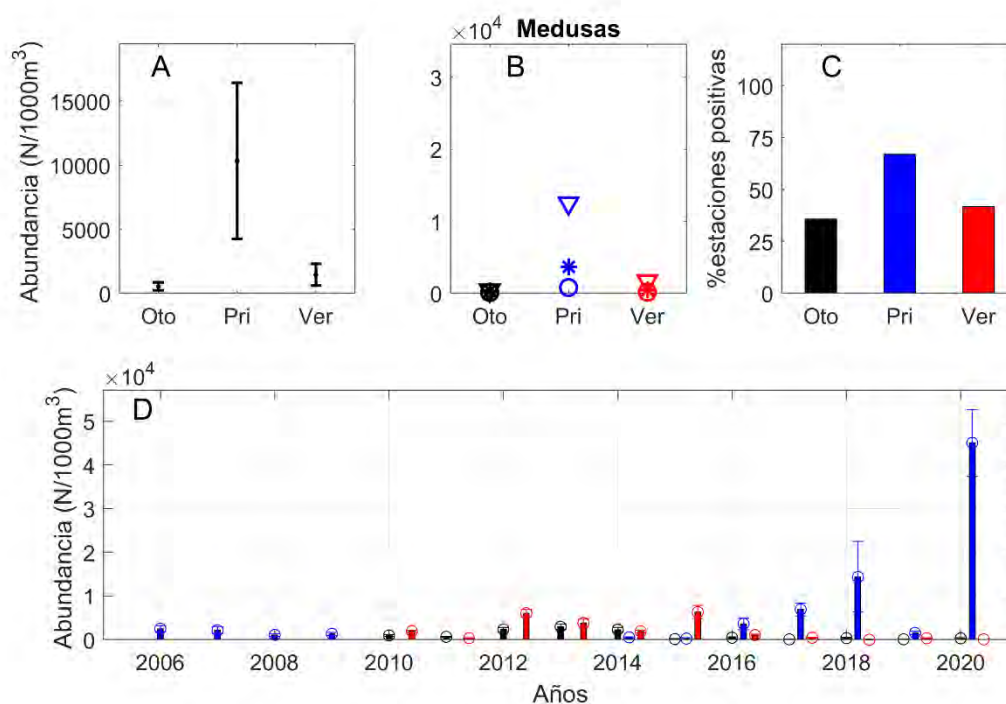 Medusas
A
Abundancia (N/1000m³)
15000
10000
5000
0
Oto Pri Ver
×10⁴
B
3
2
1
0
Oto Pri Ver
C
%estaciones positivas
100
75
50
25
0
Oto Pri Ver
×10⁴
D
Abundancia (N/1000m³)
5
4
3
2
1
0
2006 2008 2010 2012 2014 2016 2018 2020
Años